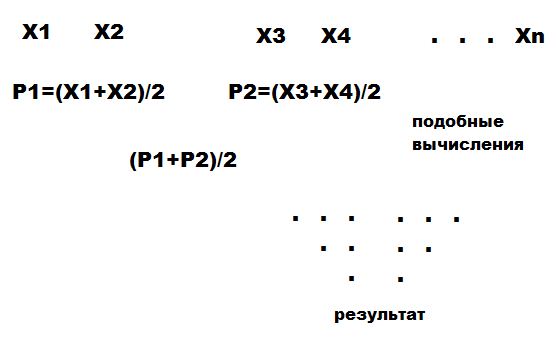 X1 X2 X3 X4 . . . Xn
P1=(X1+X2)/2 P2=(X3+X4)/2
подобные
вычисления
(P1+P2)/2
. . . . . .
. . . .
. .
результат